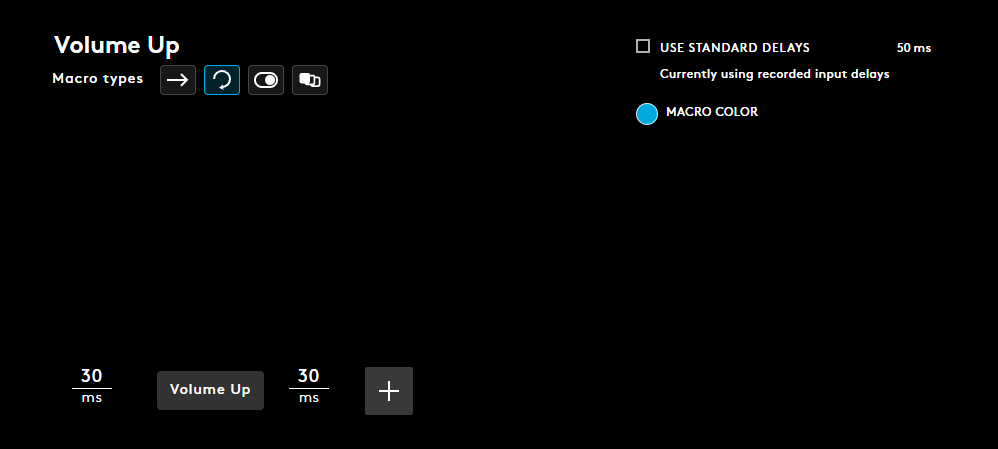 Volume Up
USE STANDARD DELAYS 50 ms
Macro types
Currently using recorded input delays
MACRO COLOR
30 30
Volume Up
ms ms